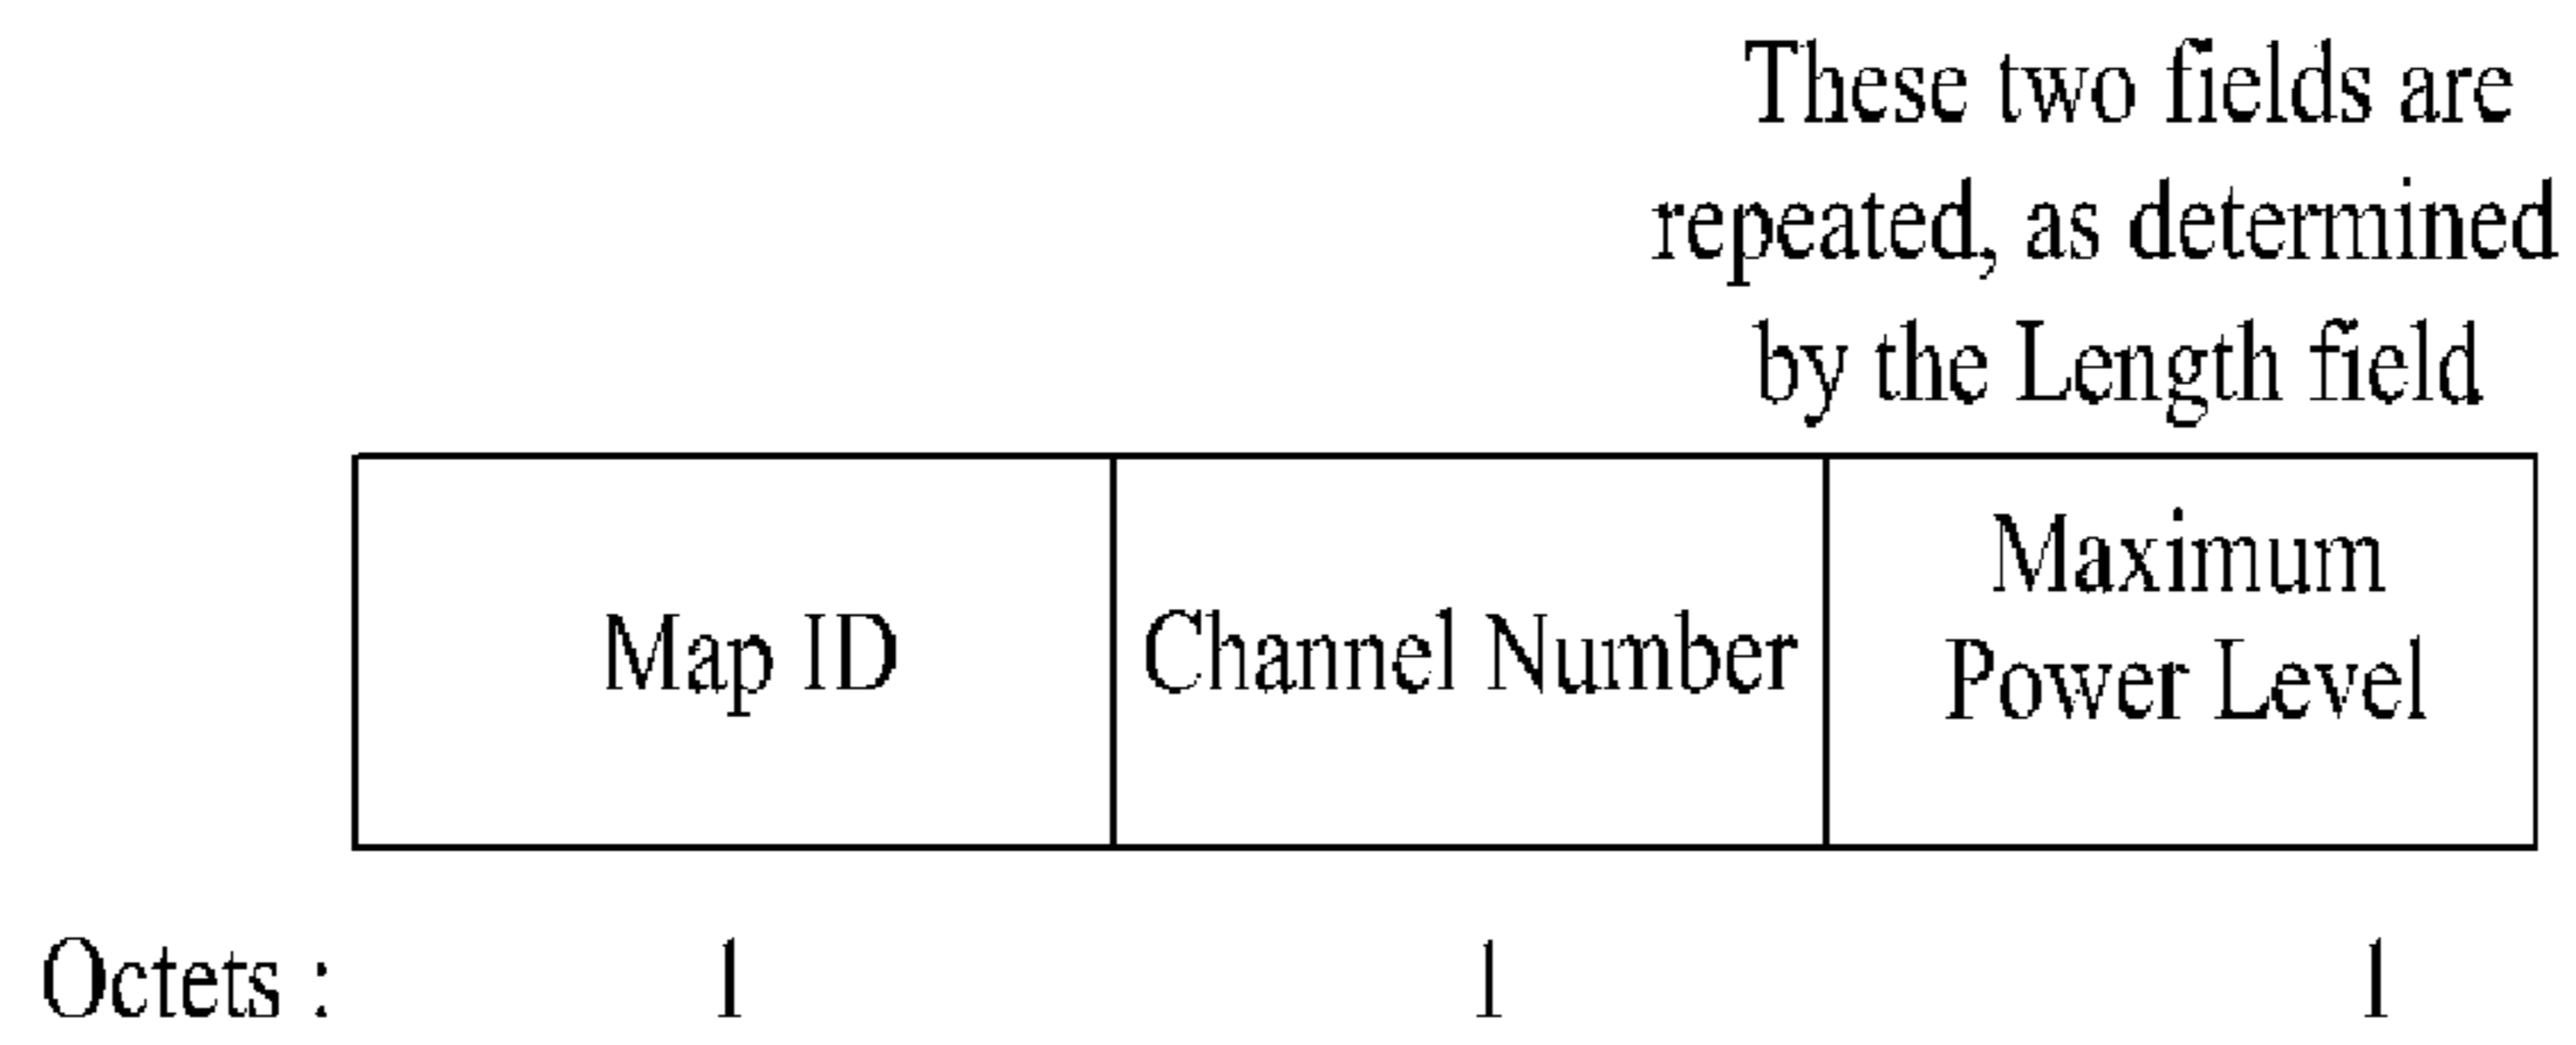 These two fields are
repeated, as determined
by the Length field
Map ID
Channel Number
Maximum
Power Level
Octets : 1 1 1